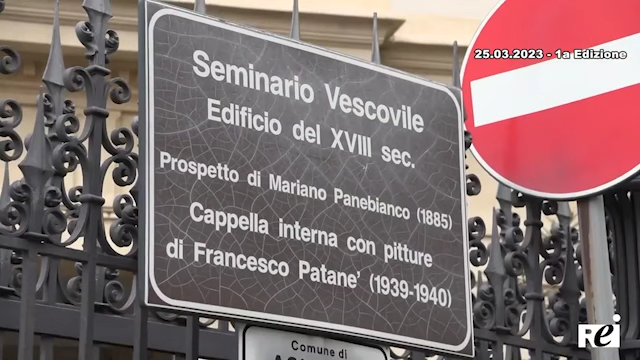 25.03.2023 - 1a Edizione
Seminario Vescovile
Edificio del XVIII sec.
Prospetto di Mariano Panebianco (1885)
Cappella interna con pitture
di Francesco Patane' (1939-1940)
Comune di
REI